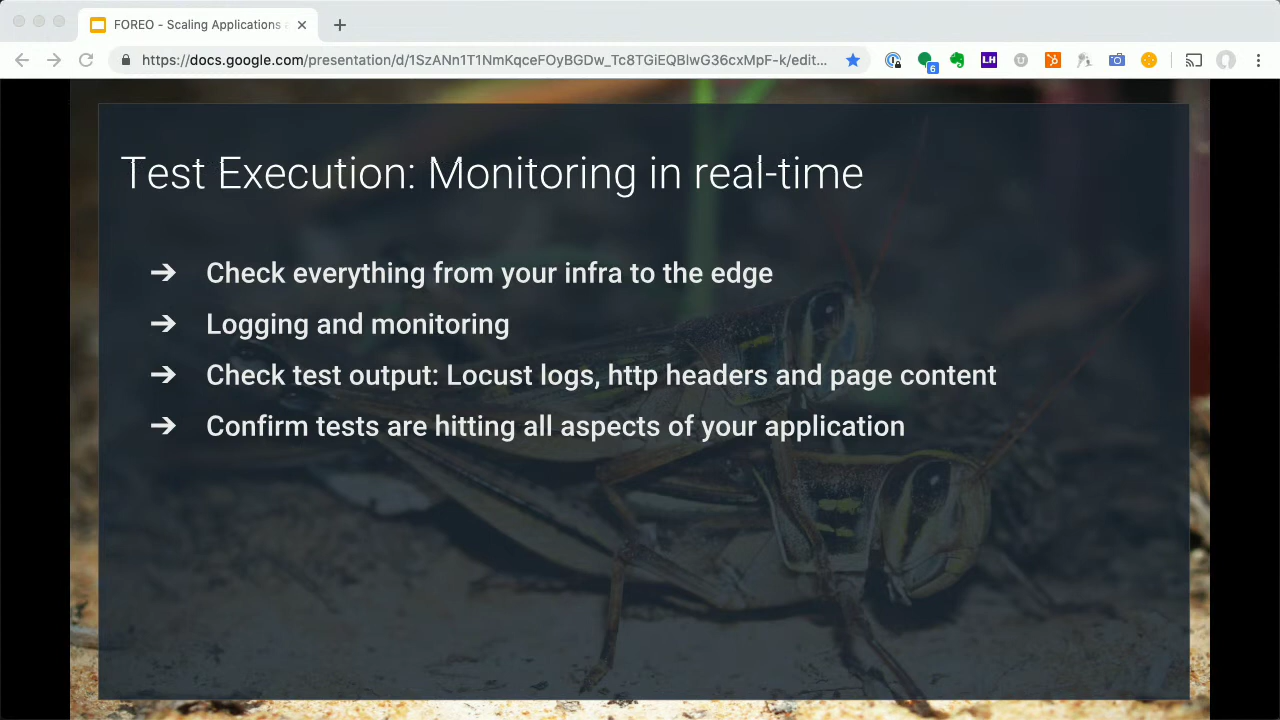 FOREO - Scaling Applications
https://docs.google.com/presentation/d/1SzANn1T1NmKqceFOyBGDw_Tc8TGiEQBlwG36cxMpF-k/edit...
6
LH
Test Execution: Monitoring in real-time
➔ Check everything from your infra to the edge
➔ Logging and monitoring
➔ Check test output: Locust logs, http headers and page content
➔ Confirm tests are hitting all aspects of your application